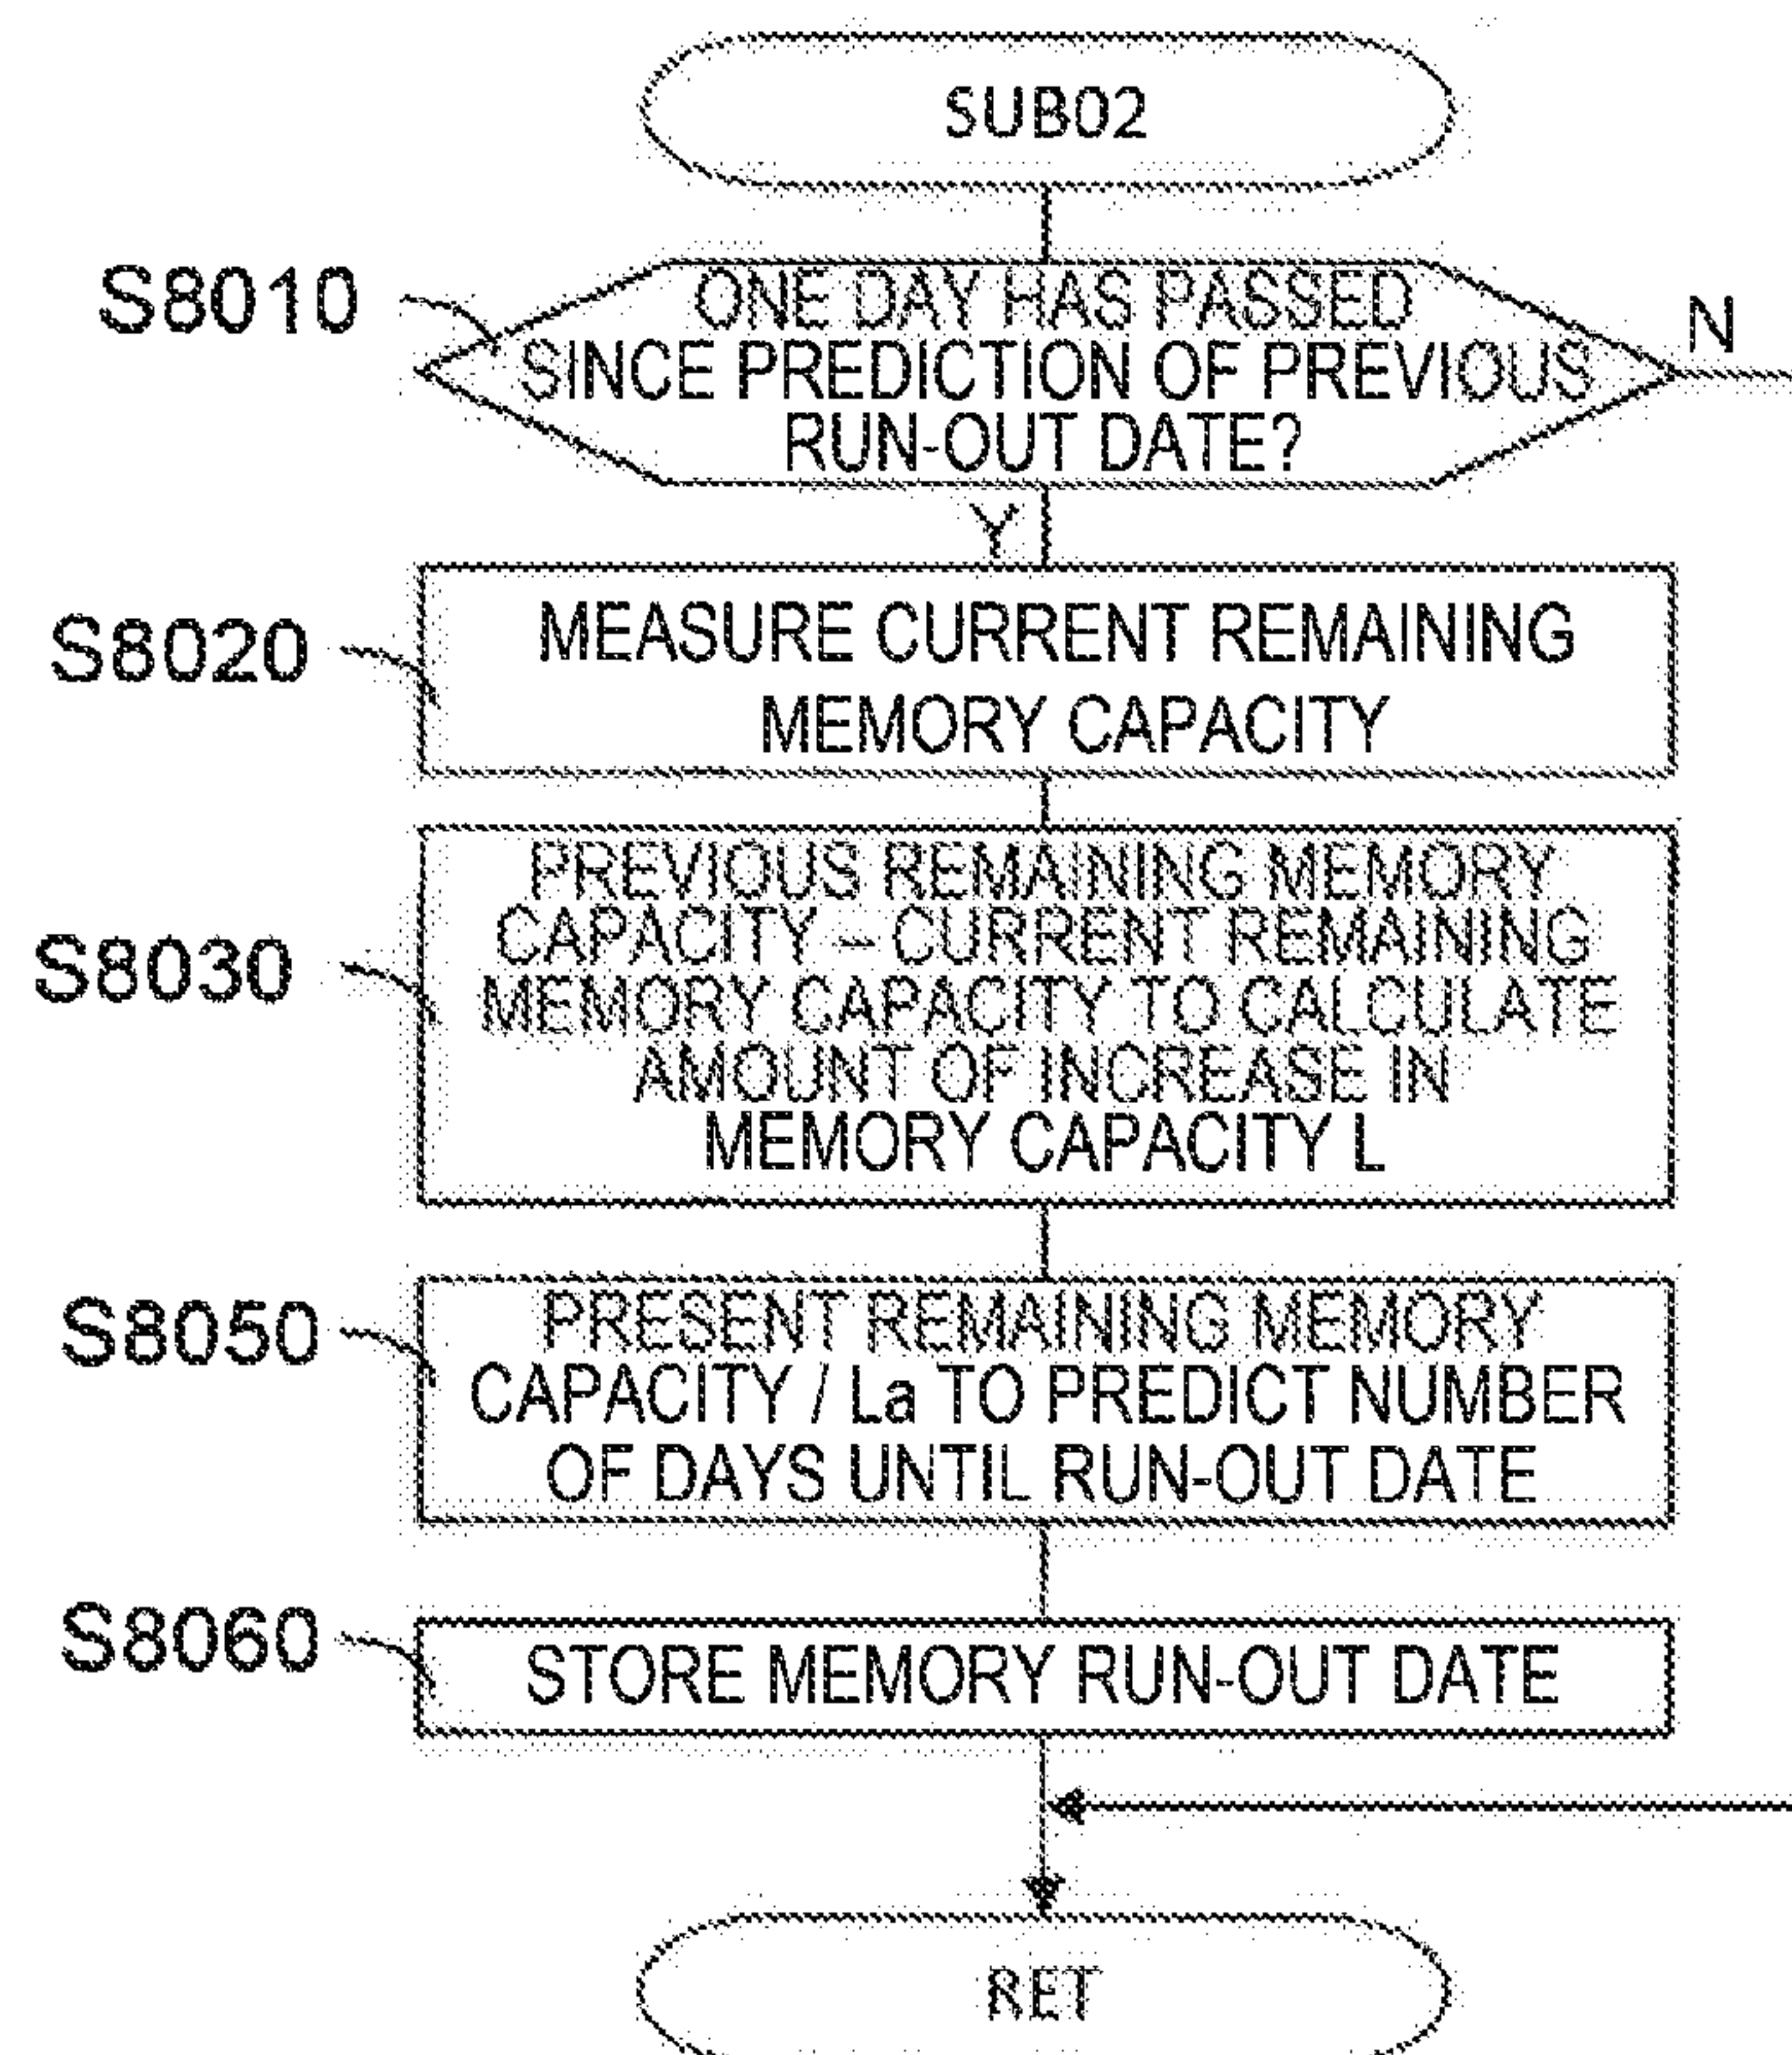 SUB02
S8010
ONE DAY HAS PASSED
SINCE PREDICTION OF PREVIOUS
RUN-OUT DATE?
N
Y
S8020
MEASURE CURRENT REMAINING
MEMORY CAPACITY
S8030
PREVIOUS REMAINING MEMORY
CAPACITY – CURRENT REMAINING
MEMORY CAPACITY TO CALCULATE
AMOUNT OF INCREASE IN
MEMORY CAPACITY L
S8050
PRESENT REMAINING MEMORY
CAPACITY / La TO PREDICT NUMBER
OF DAYS UNTIL RUN-OUT DATE
S8060
STORE MEMORY RUN-OUT DATE
RET